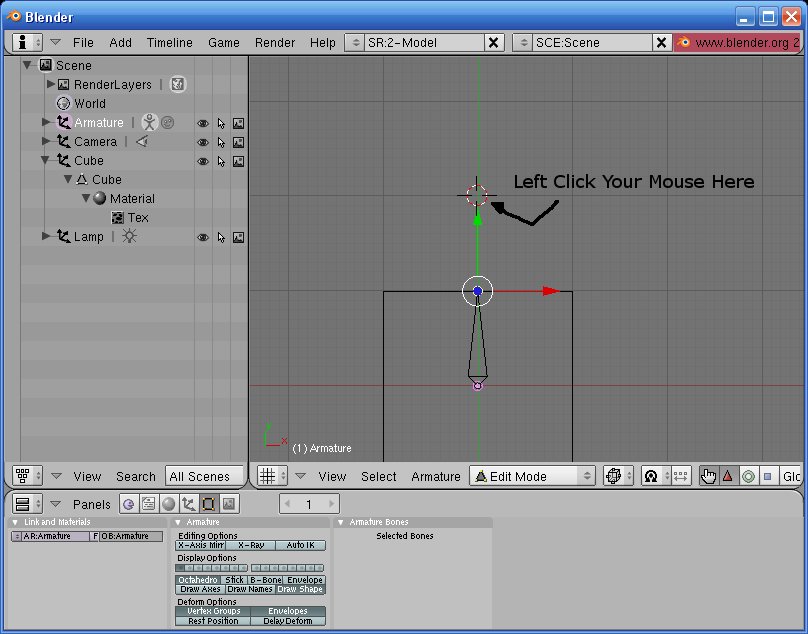 Blender
File Add Timeline Game Render Help SR:2-Model SCE:Scene www.blender.org 2
Scene
RenderLayers
World
Armature
Camera
Cube
Cube
Material
Tex
Lamp
Left Click Your Mouse Here
y
x
(1) Armature
View Search All Scenes
View Select Armature Edit Mode Glo
Panels 1
Link and Materials
AR:Armature F OB:Armature
Armature
Editing Options
X-Axis Mirr X-Ray Auto IK
Display Options
Octahedro Stick B-Bone Envelope
Draw Axes Draw Names Draw Shape
Deform Options
Vertex Groups Envelopes
Rest Position Delay Deform
Armature Bones
Selected Bones